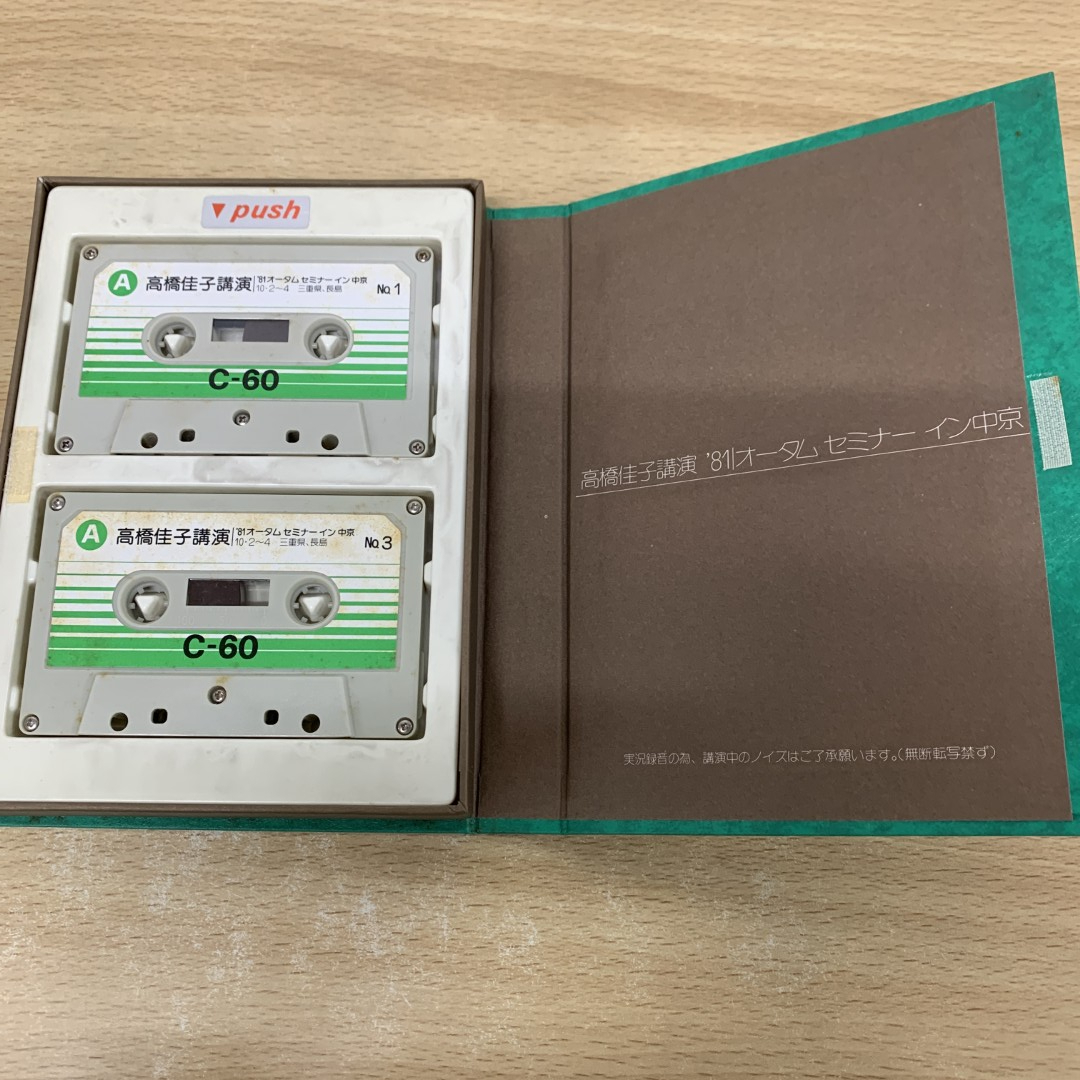 ▼push
A 高橋佳子講演 '81オータム セミナー イン 中京
10・2〜4 三重県、長島 No.1
C-60
A 高橋佳子講演 '81オータム セミナー イン 中京
10・2〜4 三重県、長島 No.3
C-60
高橋佳子講演 '81オータム セミナー イン中京
実況録音の為、講演中のノイズはご了承願います。(無断転写禁ず)